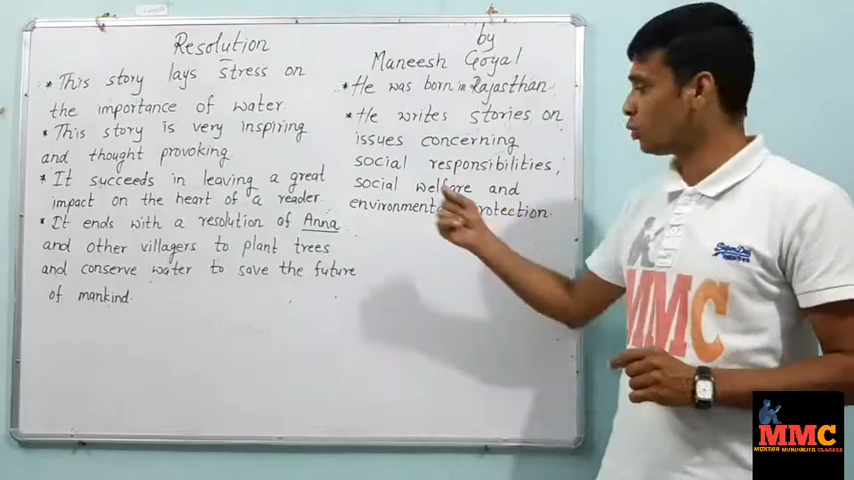 Resolution
* This story lays stress on
the importance of water.
* This story is very inspiring
and thought provoking.
* It succeeds in leaving a great
impact on the heart of a reader.
* It ends with a resolution of Anna
and other villagers to plant trees
and conserve water to save the future
of mankind.
by
Maneesh Goyal
* He was born in Rajasthan.
* He writes stories on
issues concerning
social responsibilities,
social welfare and
environmental protection.
Superdry
MMC
MMC
MUKESH MUNDORIYA CLASSES